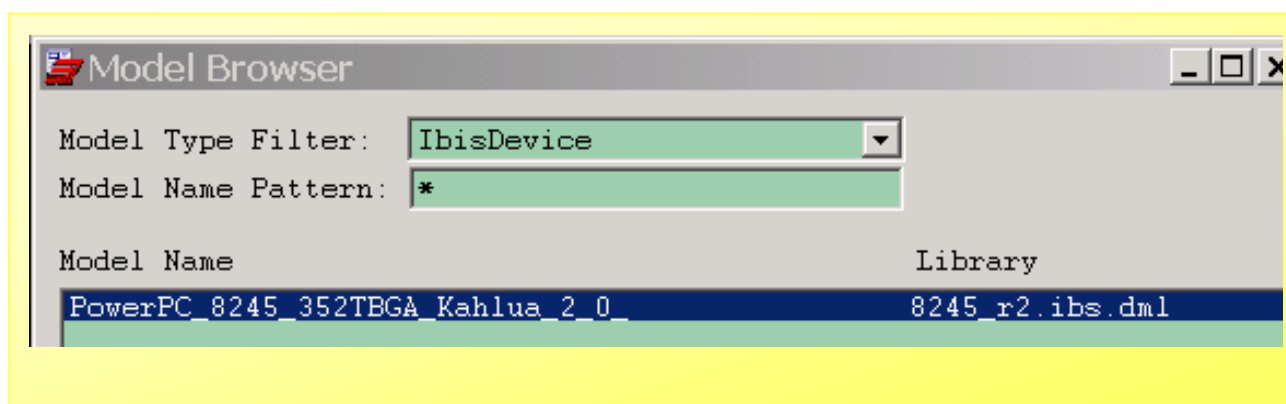 Model Browser
Model Type Filter: IbisDevice
Model Name Pattern: *
Model Name Library
PowerPC_8245_352TBGA_Kahlua_2_0_ 8245_r2.ibs.dml